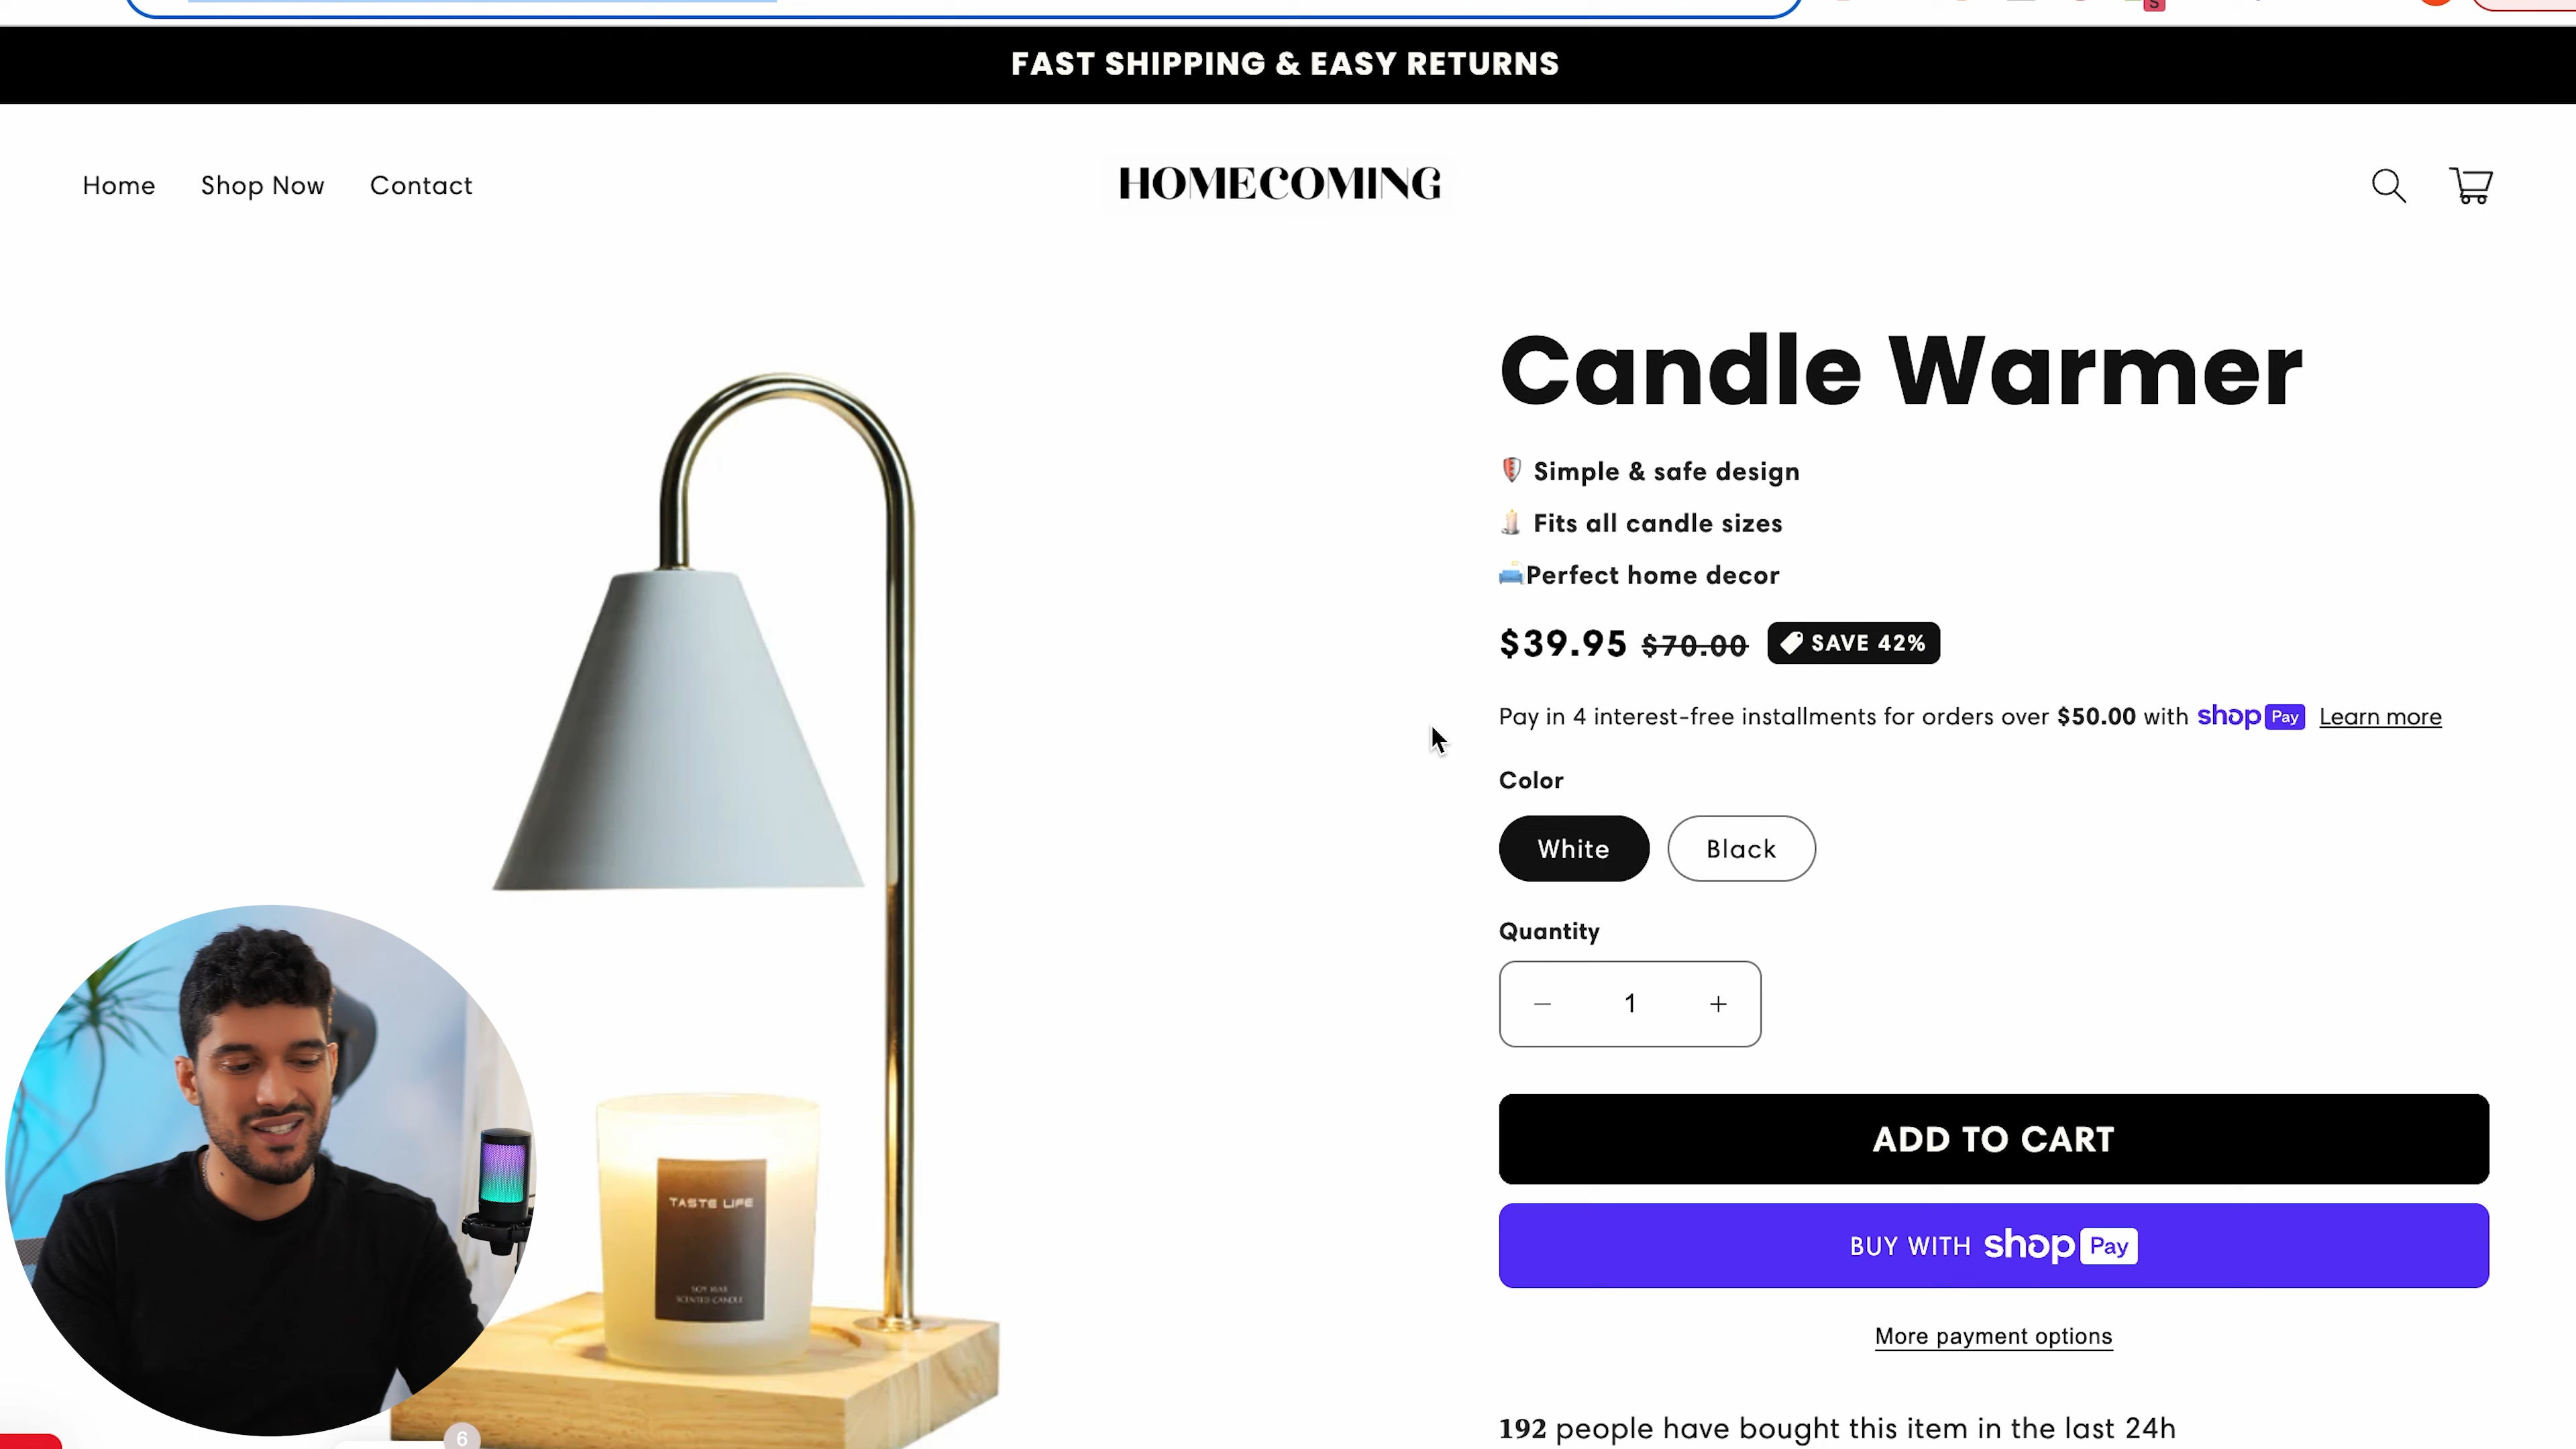 S
FAST SHIPPING & EASY RETURNS
Home Shop Now Contact
HOMECOMING
Candle Warmer
Simple & safe design
Fits all candle sizes
Perfect home decor
$39.95 $70.00 SAVE 42%
Pay in 4 interest-free installments for orders over $50.00 with shop Pay Learn more
Color
White Black
Quantity
− 1 +
ADD TO CART
BUY WITH shop Pay
More payment options
192 people have bought this item in the last 24h
TASTE LIFE
SCENTED CANDLE
6